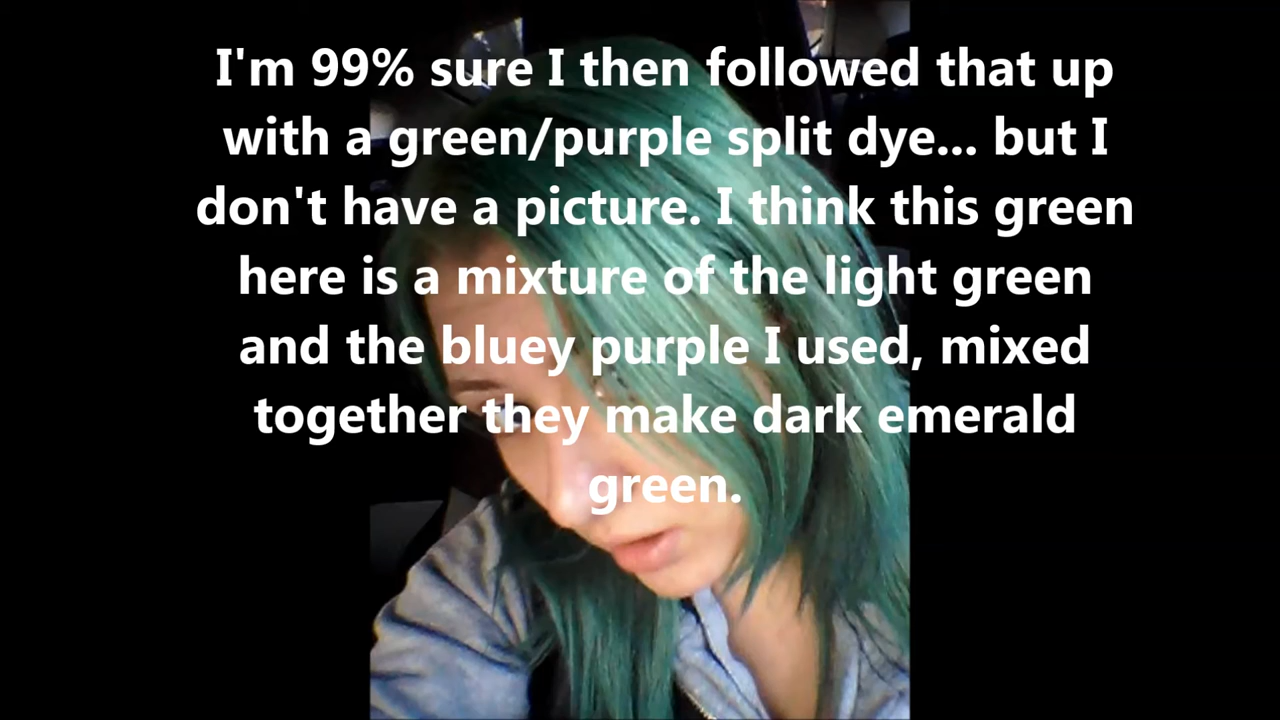 I'm 99% sure I then followed that up
with a green/purple split dye... but I
don't have a picture. I think this green
here is a mixture of the light green
and the bluey purple I used, mixed
together they make dark emerald
green.